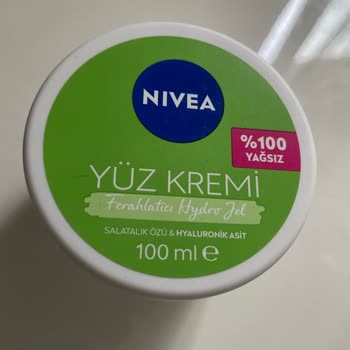 NIVEA
%100
YAĞSIZ
YÜZ KREMİ
Ferahlatıcı Hydro Jel
SALATALIK ÖZÜ & HYALURONİK ASİT
100 ml e